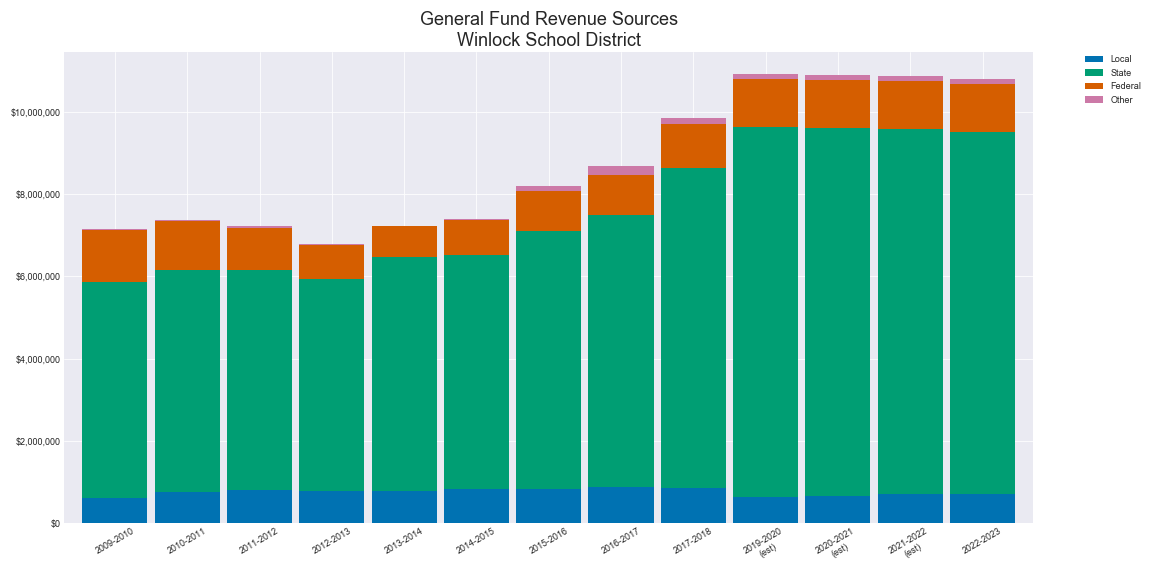 General Fund Revenue Sources
Winlock School District
Local
State
Federal
Other
$10,000,000
$8,000,000
$6,000,000
$4,000,000
$2,000,000
$0
2009-2010
2010-2011
2011-2012
2012-2013
2013-2014
2014-2015
2015-2016
2016-2017
2017-2018
2019-2020
(est)
2020-2021
(est)
2021-2022
(est)
2022-2023